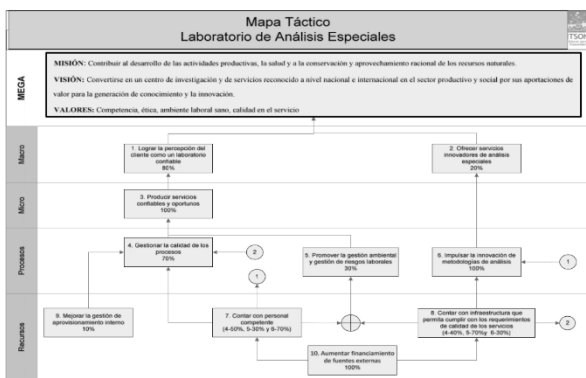 Mapa Táctico
Laboratorio de Análisis Especiales
ITSON
MEGA
MISIÓN: Contribuir al desarrollo de las actividades productivas, la salud y a la conservación y aprovechamiento racional de los recursos naturales.
VISIÓN: Convertirse en un centro de investigación y de servicios reconocido a nivel nacional e internacional en el sector productivo y social por sus aportaciones de
valor para la generación de conocimiento y la innovación.
VALORES: Competencia, ética, ambiente laboral sano, calidad en el servicio
Macro
1. Lograr la percepción del
cliente como un laboratorio
confiable
80%
2. Ofrecer servicios
innovadores de análisis
especiales
20%
Micro
3. Producir servicios
confiables y oportunos
100%
Procesos
4. Gestionar la calidad de los
procesos
70%
2
5. Promover la gestión ambiental
y gestión de riesgos laborales
30%
6. Impulsar la innovación de
metodologías de análisis
100%
1
1
Recursos
9. Mejorar la gestión de
aprovisionamiento interno
10%
7. Contar con personal
competente
(4-50%, 5-30% y 6-70%)
8. Contar con infraestructura que
permita cumplir con los requerimientos
de calidad de los servicios
(4-40%, 5-70%y 6-30%)
2
10. Aumentar financiamiento
de fuentes externas
100%